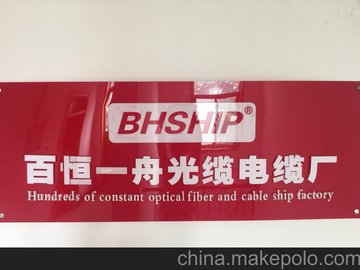 BHSHIP®
百恒一舟光缆电缆厂
Hundreds of constant optical fiber and cable ship factory
china.makepolo.com